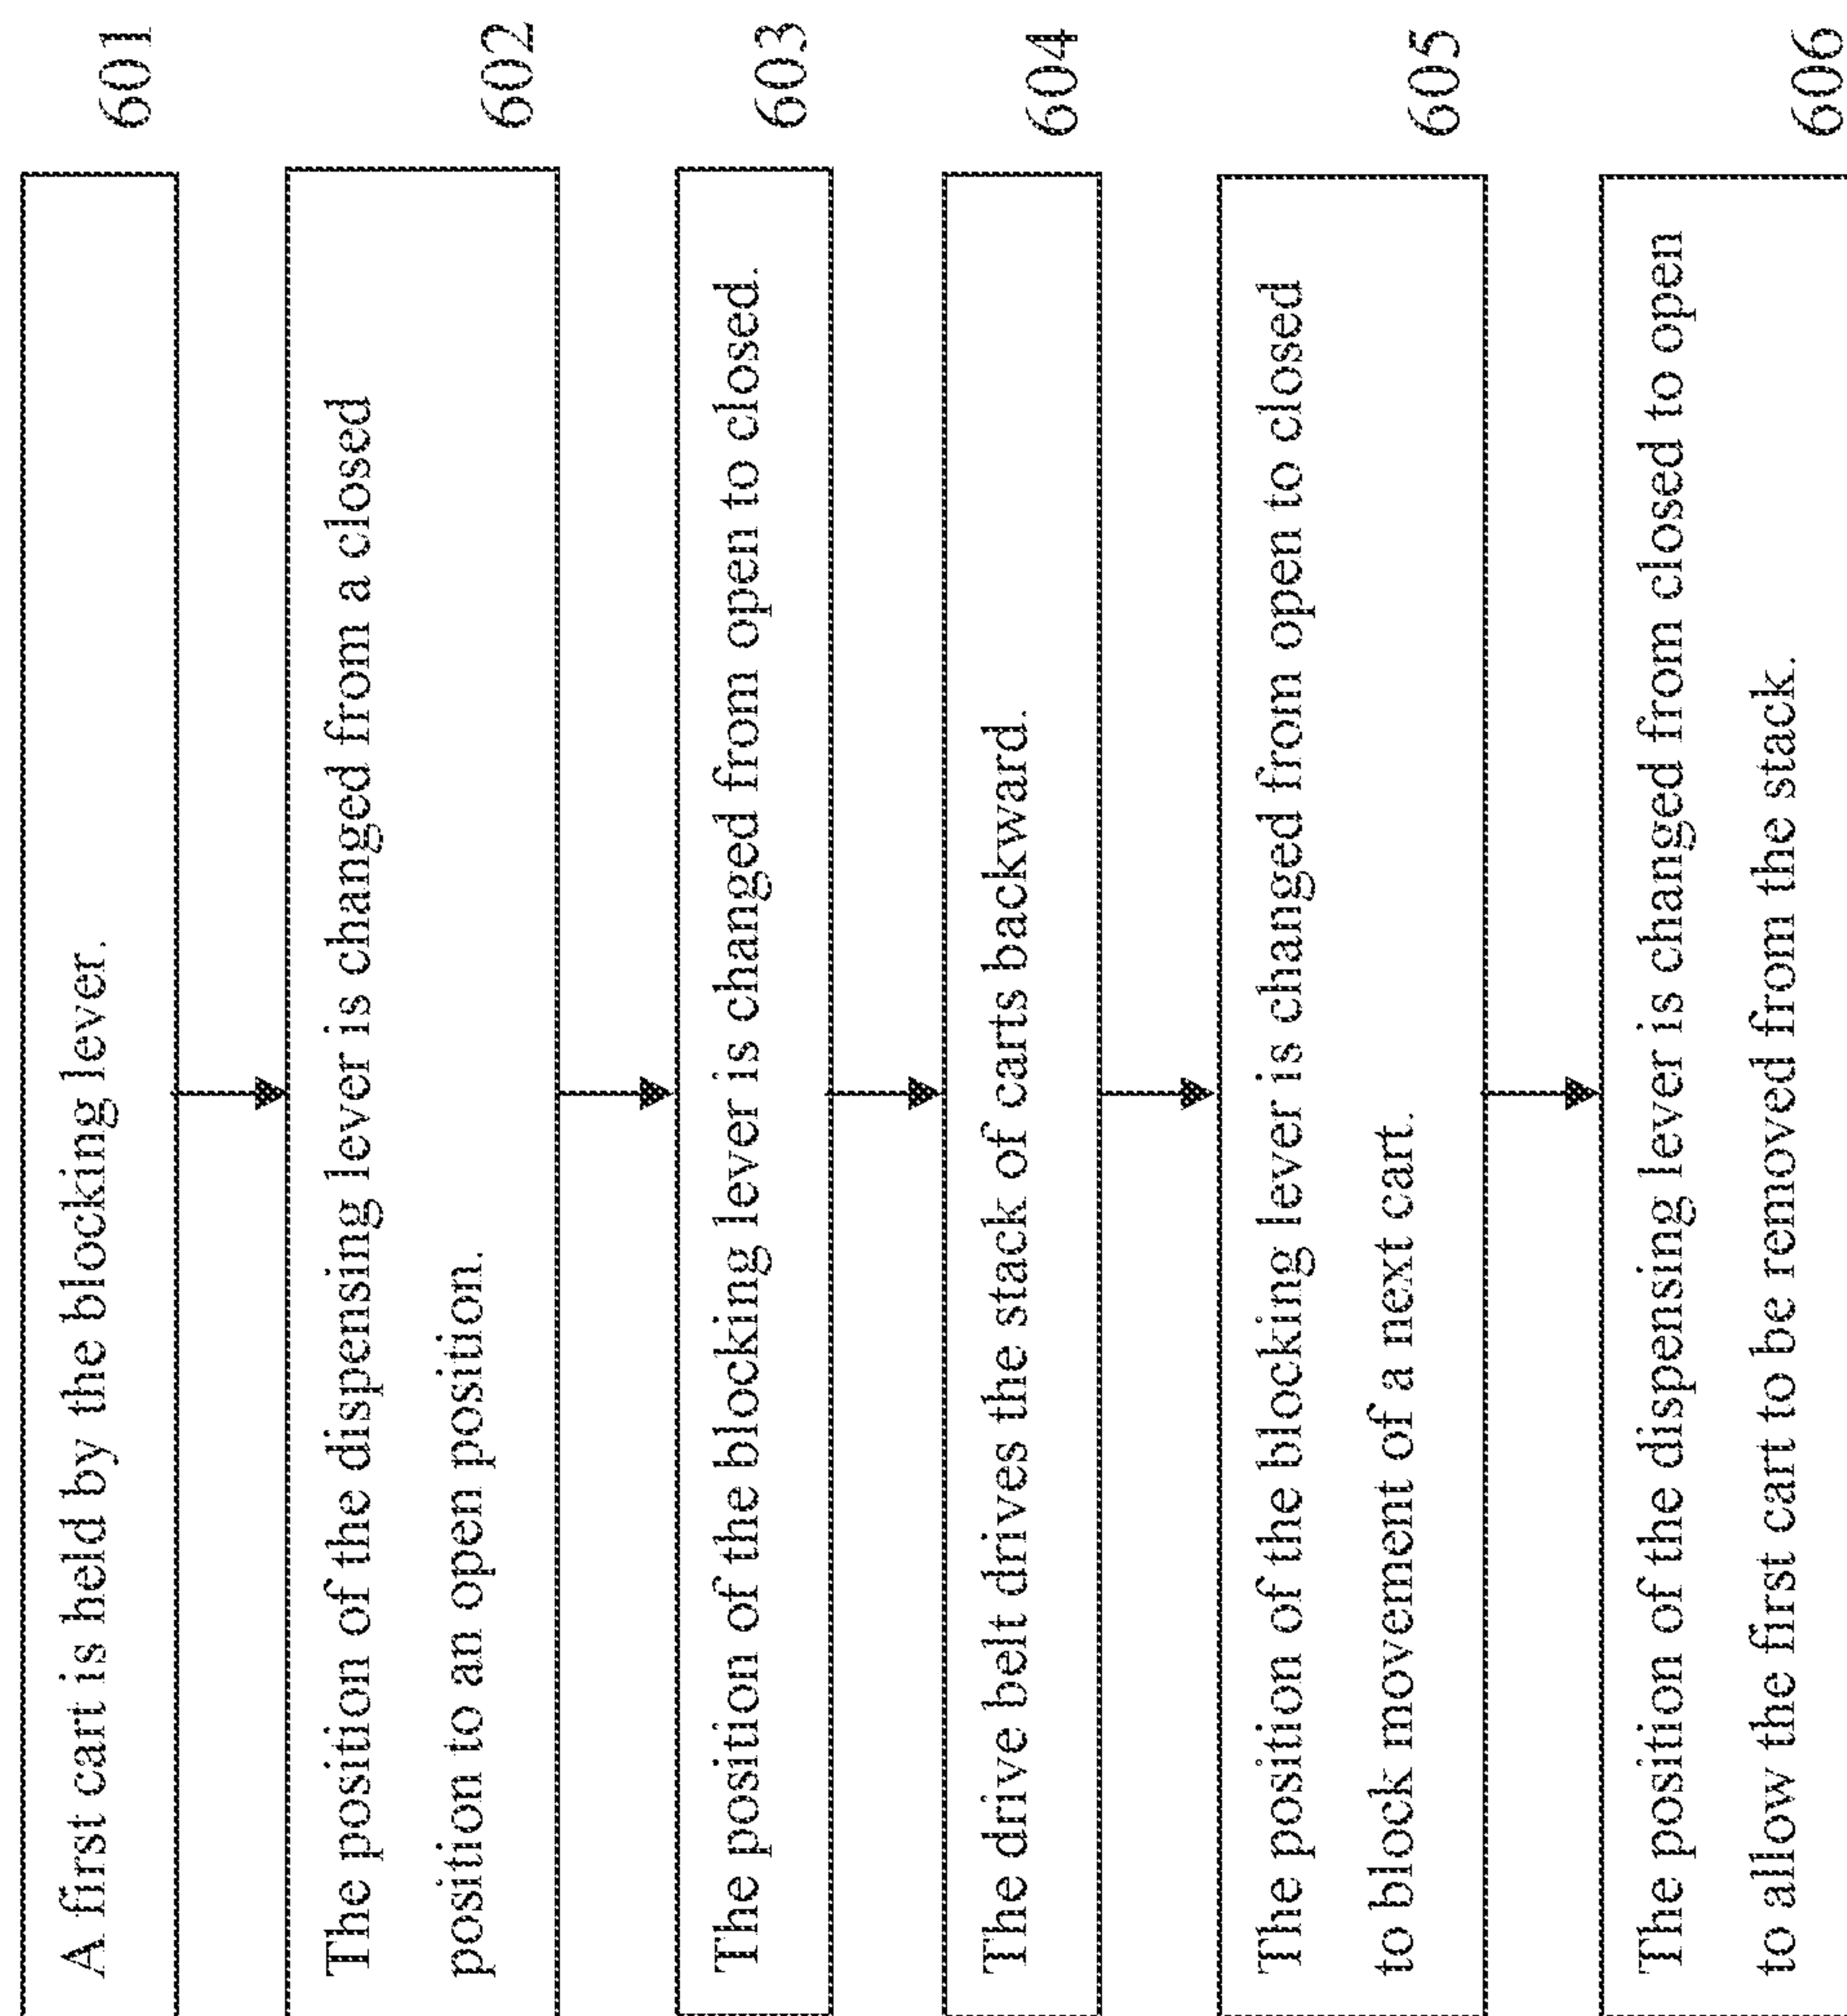 A first cart is held by the blocking lever.
601
The position of the dispensing lever is changed from a closed
position to an open position.
602
The position of the blocking lever is changed from open to closed.
603
The drive belt drives the stack of carts backward.
604
The position of the blocking lever is changed from open to closed
to block movement of a next cart.
605
The position of the dispensing lever is changed from closed to open
to allow the first cart to be removed from the stack.
606